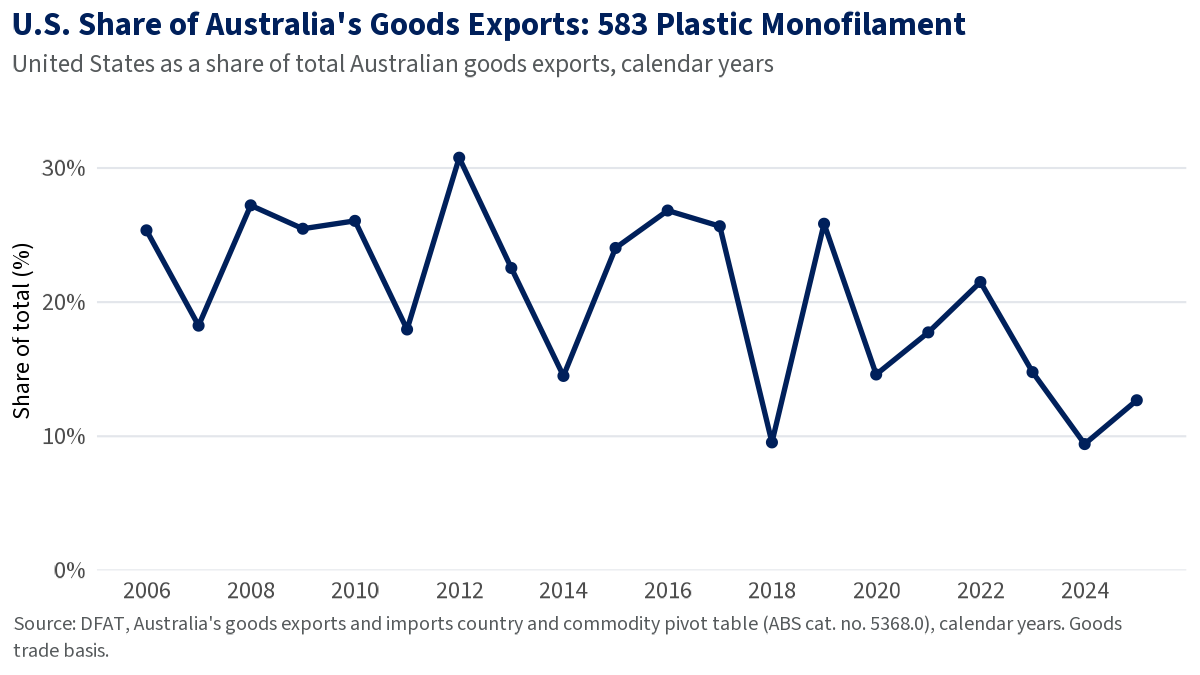 U.S. Share of Australia's Goods Exports: 583 Plastic Monofilament
United States as a share of total Australian goods exports, calendar years
Share of total (%)
30%
20%
10%
0%
2006 2008 2010 2012 2014 2016 2018 2020 2022 2024
Source: DFAT, Australia's goods exports and imports country and commodity pivot table (ABS cat. no. 5368.0), calendar years. Goods
trade basis.